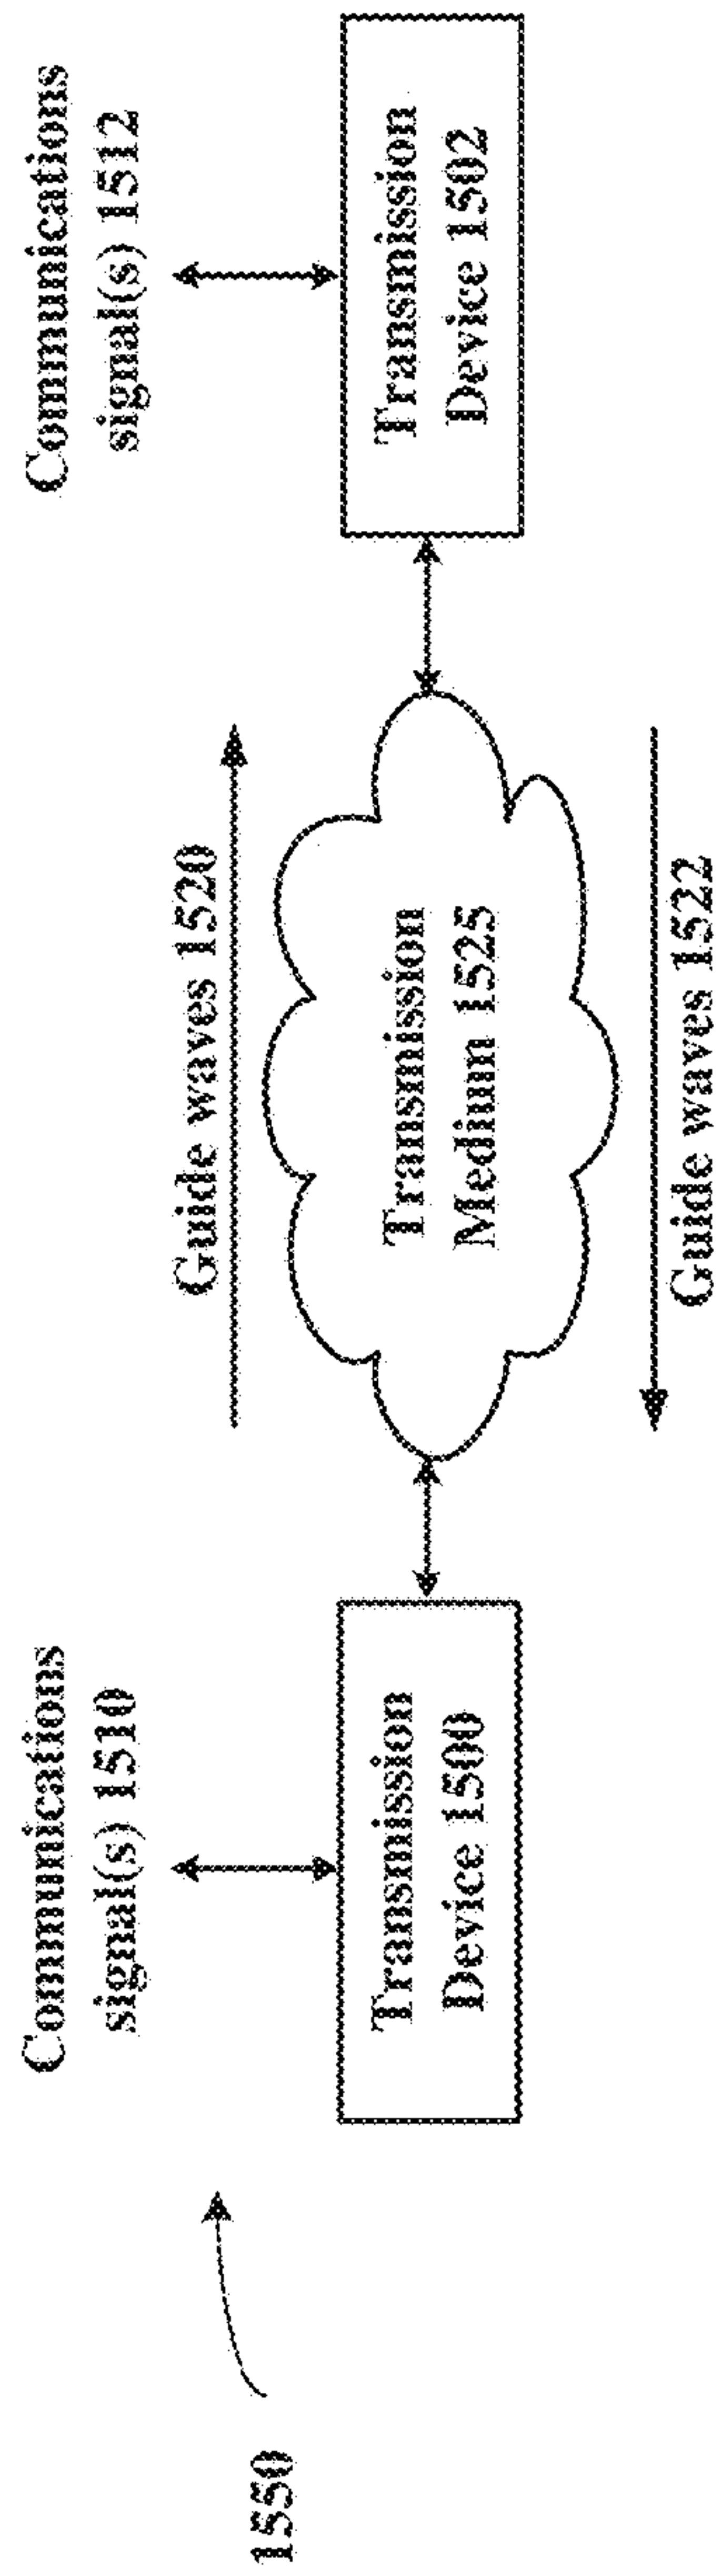 Communications
signal(s) 1510
Communications
signal(s) 1512
Guide waves 1520
Transmission
Device 1500
Transmission
Medium 1525
Transmission
Device 1502
Guide waves 1522
1550